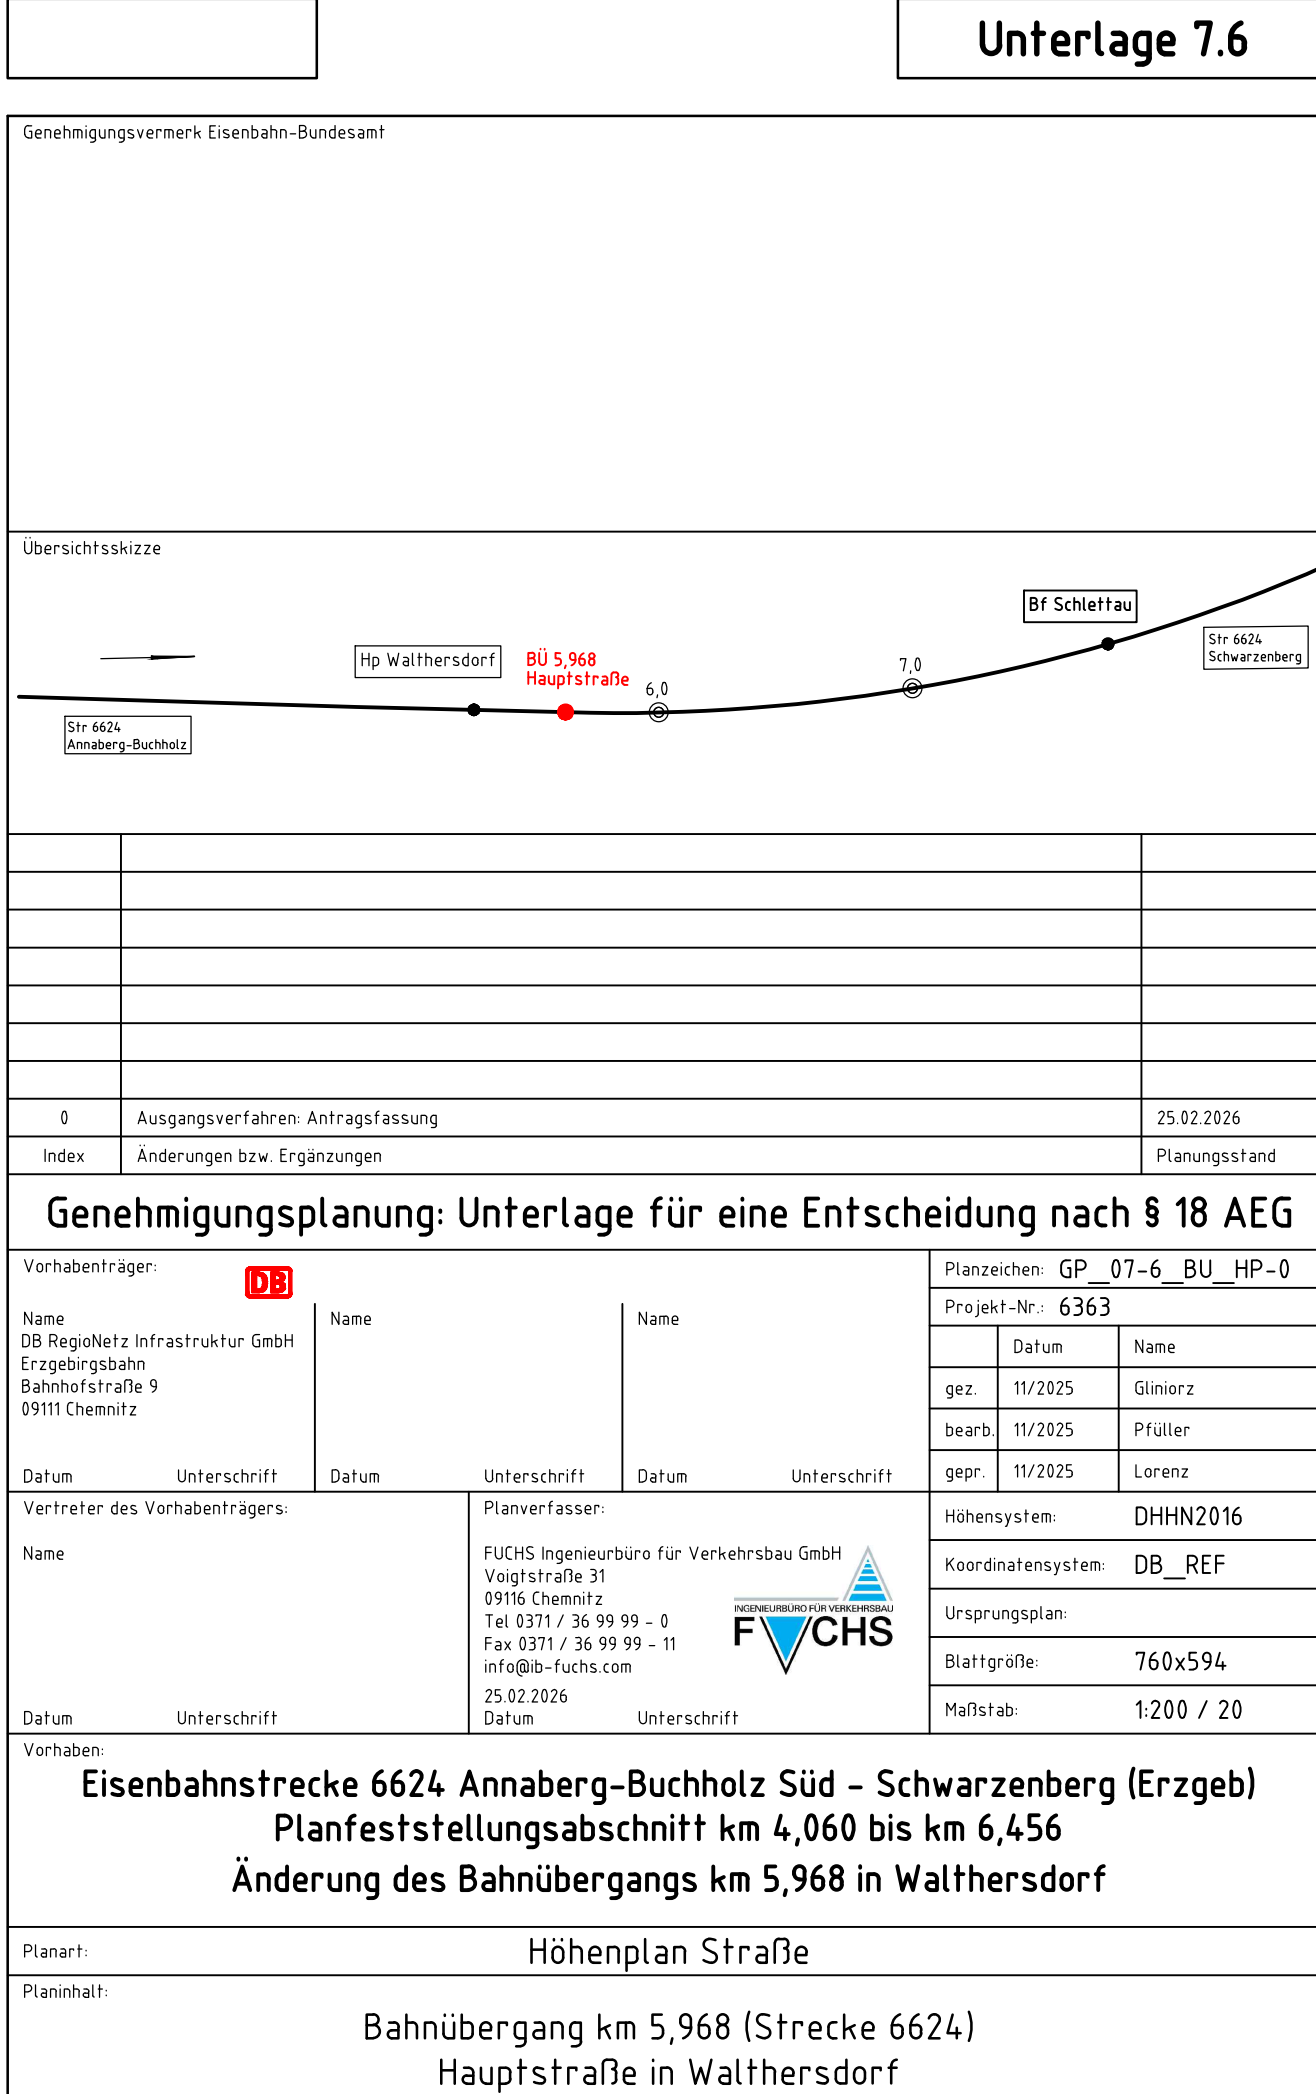 Unterlage 7.6
Genehmigungsvermerk Eisenbahn-Bundesamt
Übersichtsskizze
Bf Schlettau
Str 6624
Schwarzenberg
Hp Walthersdorf
BÜ 5,968
Hauptstraße
6,0
7,0
Str 6624
Annaberg-Buchholz
0 Ausgangsverfahren: Antragsfassung 25.02.2026
Index Änderungen bzw. Ergänzungen Planungsstand
Genehmigungsplanung: Unterlage für eine Entscheidung nach § 18 AEG
Vorhabenträger:
DB
Name
DB RegioNetz Infrastruktur GmbH
Erzgebirgsbahn
Bahnhofstraße 9
09111 Chemnitz
Datum Unterschrift
Name
Datum Unterschrift
Name
Datum Unterschrift
Planzeichen: GP__07-6__BU__HP-0
Projekt-Nr.: 6363
Datum Name
gez. 11/2025 Gliniorz
bearb. 11/2025 Pfüller
gepr. 11/2025 Lorenz
Vertreter des Vorhabenträgers:
Name
Datum Unterschrift
Planverfasser:
FUCHS Ingenieurbüro für Verkehrsbau GmbH
Voigtstraße 31
09116 Chemnitz
Tel 0371 / 36 99 99 - 0
Fax 0371 / 36 99 99 - 11
info@ib-fuchs.com
25.02.2026
Datum Unterschrift
INGENIEURBÜRO FÜR VERKEHRSBAU
FUCHS
Höhensystem: DHHN2016
Koordinatensystem: DB__REF
Ursprungsplan:
Blattgröße: 760x594
Maßstab: 1:200 / 20
Vorhaben:
Eisenbahnstrecke 6624 Annaberg-Buchholz Süd - Schwarzenberg (Erzgeb)
Planfeststellungsabschnitt km 4,060 bis km 6,456
Änderung des Bahnübergangs km 5,968 in Walthersdorf
Planart: Höhenplan Straße
Planinhalt:
Bahnübergang km 5,968 (Strecke 6624)
Hauptstraße in Walthersdorf